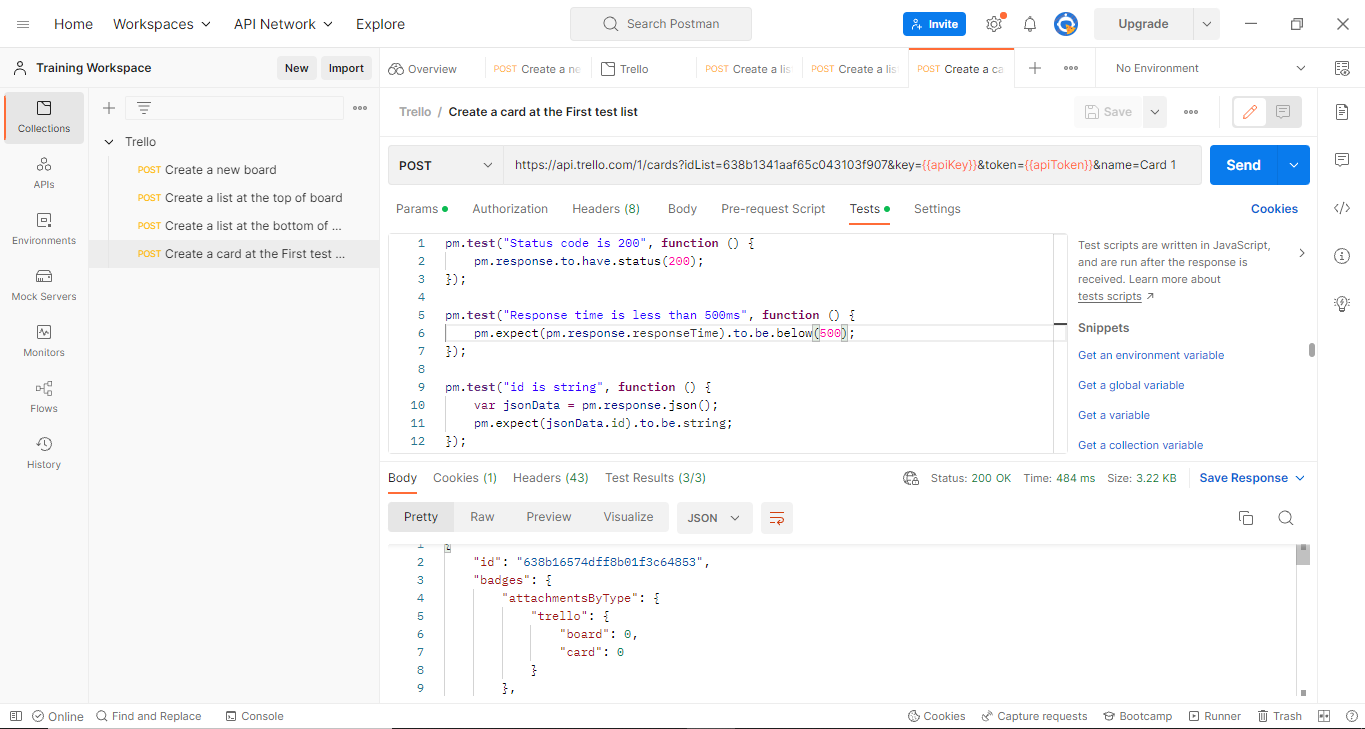 Home
Workspaces
API Network
Explore
Search Postman
Invite
Upgrade
Training Workspace
New
Import
Overview
POST Create a ne
Trello
POST Create a lis
POST Create a lis
POST Create a ca
No Environment
Collections
APIs
Environments
Mock Servers
Monitors
Flows
History
Trello
POST Create a new board
POST Create a list at the top of board
POST Create a list at the bottom of ...
POST Create a card at the First test ...
Trello / Create a card at the First test list
Save
POST
https://api.trello.com/1/cards?idList=638b1341aaf65c043103f907&key={{apiKey}}&token={{apiToken}}&name=Card 1
Send
Params
Authorization
Headers (8)
Body
Pre-request Script
Tests
Settings
Cookies
1 pm.test("Status code is 200", function () {
2 pm.response.to.have.status(200);
3 });
4
5 pm.test("Response time is less than 500ms", function () {
6 pm.expect(pm.response.responseTime).to.be.below(500);
7 });
8
9 pm.test("id is string", function () {
10 var jsonData = pm.response.json();
11 pm.expect(jsonData.id).to.be.string;
12 });
Test scripts are written in JavaScript,
and are run after the response is
received. Learn more about
tests scripts ↗
Snippets
Get an environment variable
Get a global variable
Get a variable
Get a collection variable
Body
Cookies (1)
Headers (43)
Test Results (3/3)
Status: 200 OK
Time: 484 ms
Size: 3.22 KB
Save Response
Pretty
Raw
Preview
Visualize
JSON
1 {
2 "id": "638b16574dff8b01f3c64853",
3 "badges": {
4 "attachmentsByType": {
5 "trello": {
6 "board": 0,
7 "card": 0
8 }
9 },
Online
Find and Replace
Console
Cookies
Capture requests
Bootcamp
Runner
Trash